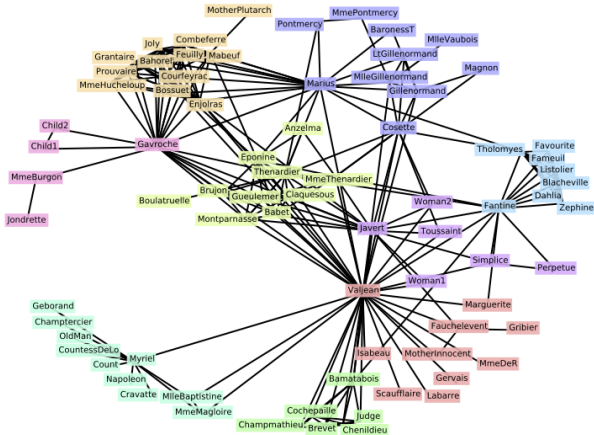 MotherPlutarch
MmePontmercy
Pontmercy
BaronessT
MlleVaubois
Joly
Combeferre
Grantaire
Feuilly
Mabeuf
LtGillenormand
Bahorel
Prouvaire
Courfeyrac
MlleGillenormand
Magnon
MmeHucheloup
Bossuet
Marius
Gillenormand
Enjolras
Child2
Anzelma
Cosette
Child1
Gavroche
Tholomyes
Favourite
Eponine
Fameuil
Thenardier
Listolier
MmeBurgon
MmeThenardier
Blacheville
Brujon
Claquesous
Dahlia
Boulatruelle
Gueulemer
Woman2
Fantine
Zephine
Babet
Jondrette
Montparnasse
Javert
Toussaint
Simplice
Perpetue
Woman1
Valjean
Geborand
Marguerite
Champtercier
Fauchelevent
Gribier
OldMan
CountessDeLo
Isabeau
MotherInnocent
Myriel
Count
MmeDeR
Napoleon
Bamatabois
Gervais
Cravatte
MlleBaptistine
Scaufflaire
Labarre
MmeMagloire
Cochepaille
Judge
Champmathieu
Brevet
Chenildieu